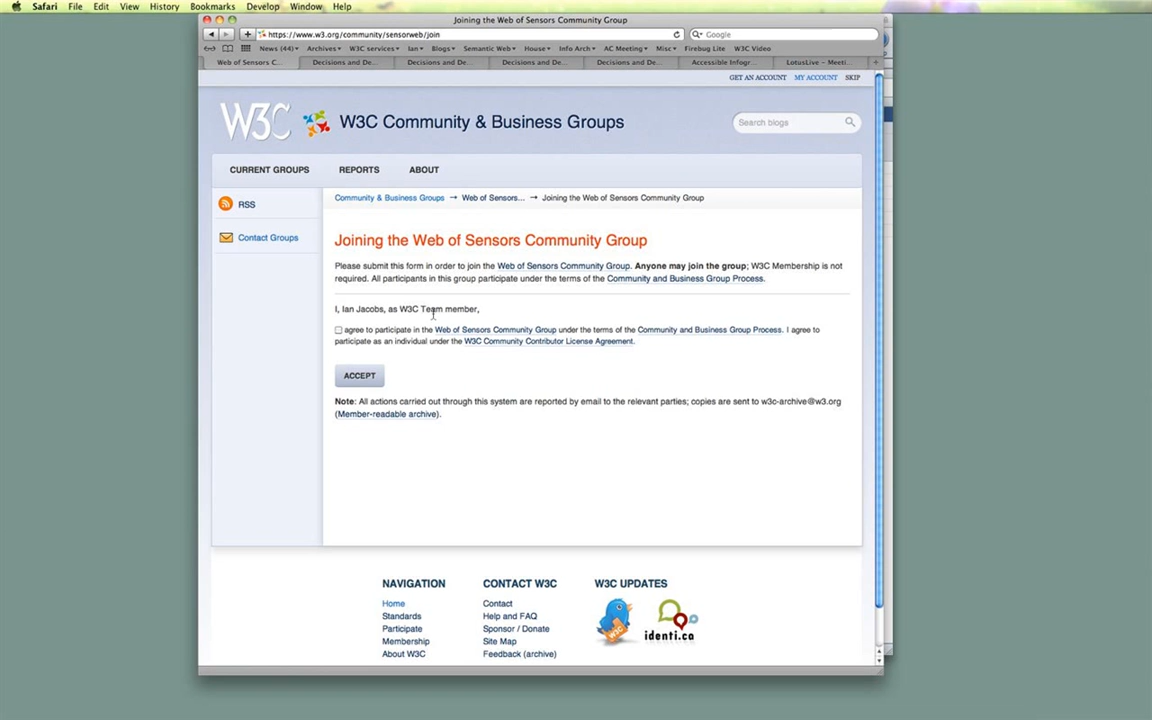 Safari File Edit View History Bookmarks Develop Window Help
Joining the Web of Sensors Community Group
https://www.w3.org/community/sensorweb/join
Google
News (44) Archives W3C services Ian Blogs Semantic Web House Info Arch AC Meeting Misc Firebug Lite W3C Video
Web of Sensors C... Decisions and De... Decisions and De... Decisions and De... Decisions and De... Accessible Infogr... LotusLive – Meeti...
GET AN ACCOUNT MY ACCOUNT SKIP
W3C W3C Community & Business Groups
Search blogs
CURRENT GROUPS REPORTS ABOUT
RSS
Contact Groups
Community & Business Groups → Web of Sensors... → Joining the Web of Sensors Community Group
Joining the Web of Sensors Community Group
Please submit this form in order to join the Web of Sensors Community Group. Anyone may join the group; W3C Membership is not
required. All participants in this group participate under the terms of the Community and Business Group Process.
I, Ian Jacobs, as W3C Team member,
agree to participate in the Web of Sensors Community Group under the terms of the Community and Business Group Process. I agree to
participate as an individual under the W3C Community Contributor License Agreement.
ACCEPT
Note: All actions carried out through this system are reported by email to the relevant parties; copies are sent to w3c-archive@w3.org
(Member-readable archive).
NAVIGATION
Home
Standards
Participate
Membership
About W3C
CONTACT W3C
Contact
Help and FAQ
Sponsor / Donate
Site Map
Feedback (archive)
W3C UPDATES
W3C
identi.ca